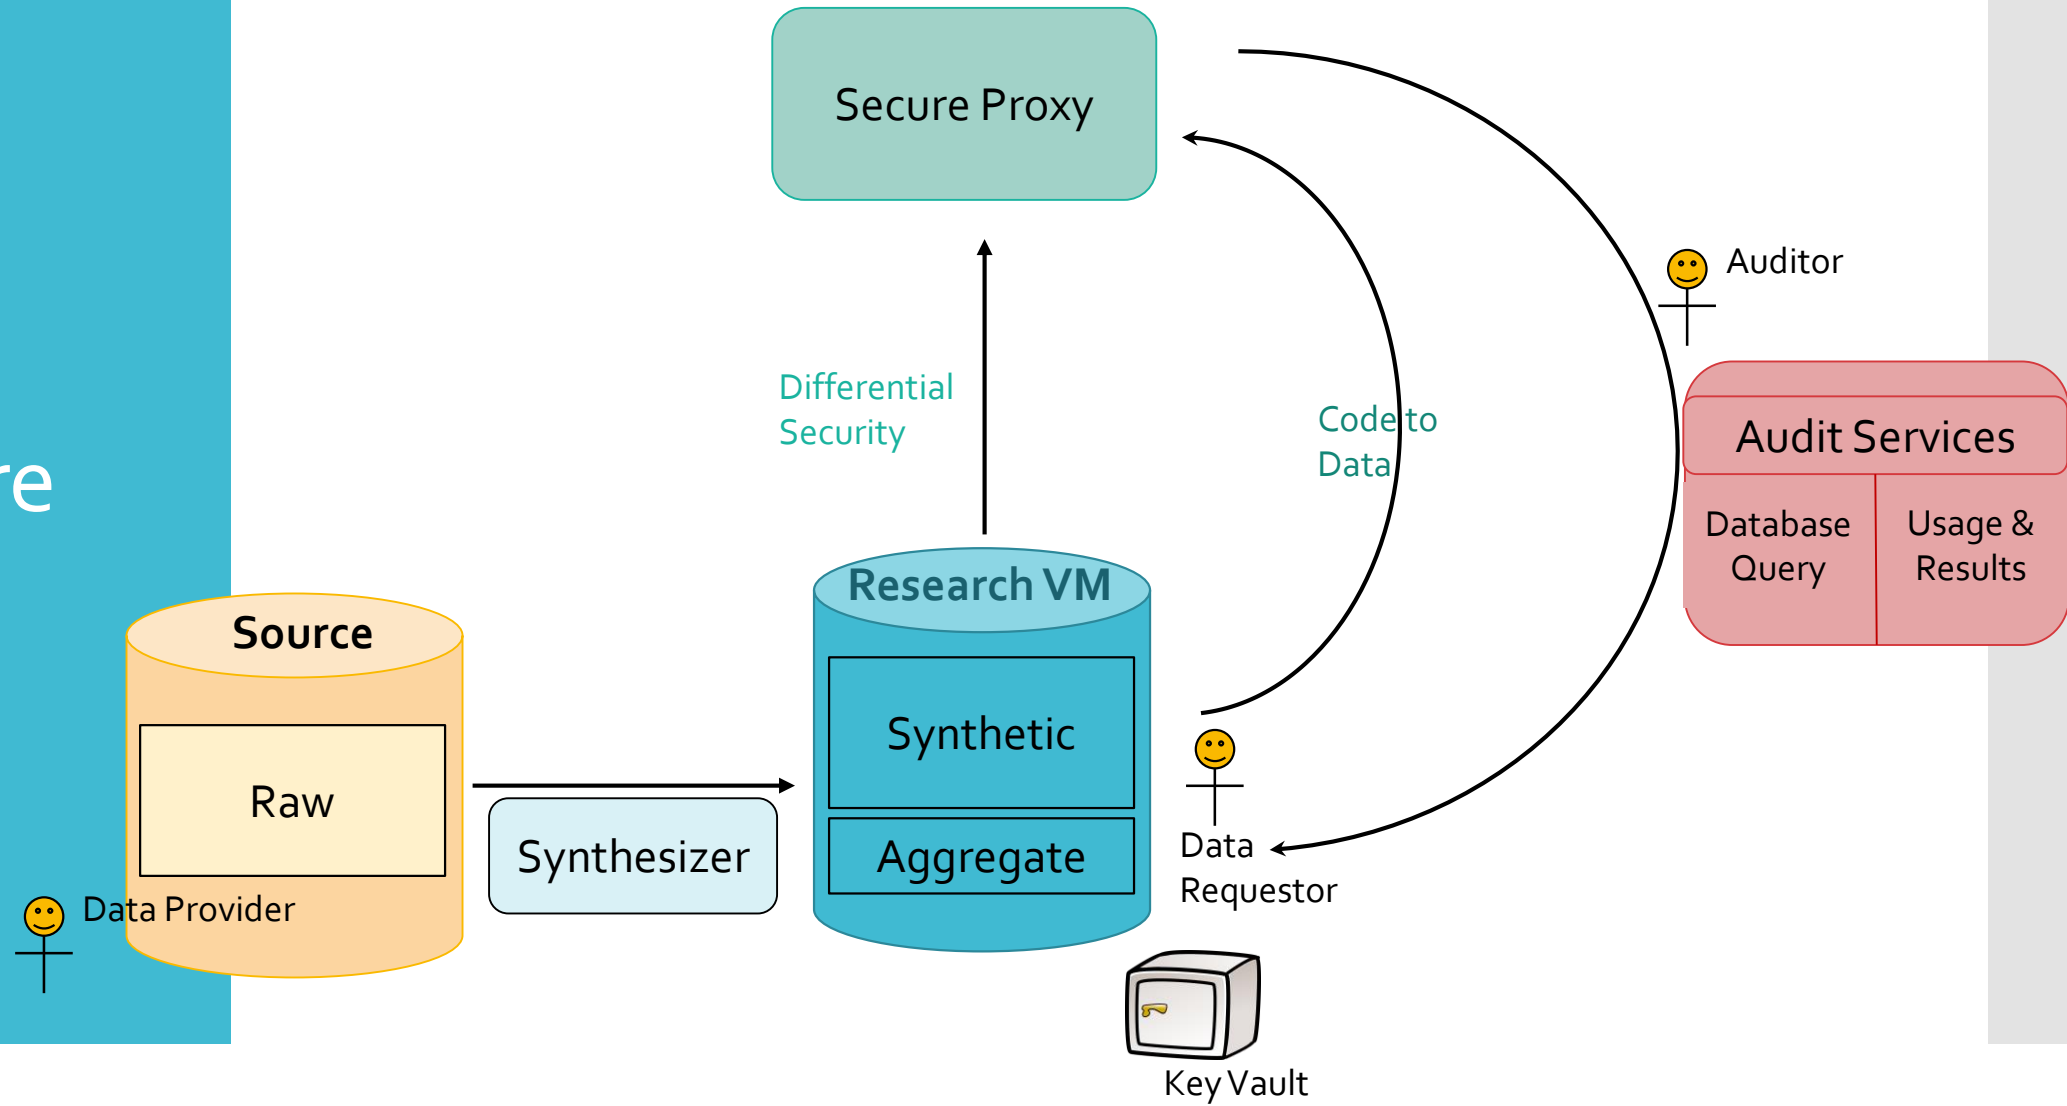 Secure Proxy
Auditor
Differential
Security
Code to
Data
Audit Services
Database
Query
Usage &
Results
re
Research VM
Source
Synthetic
Raw
Synthesizer
Aggregate
Data
Requestor
Data Provider
Key Vault